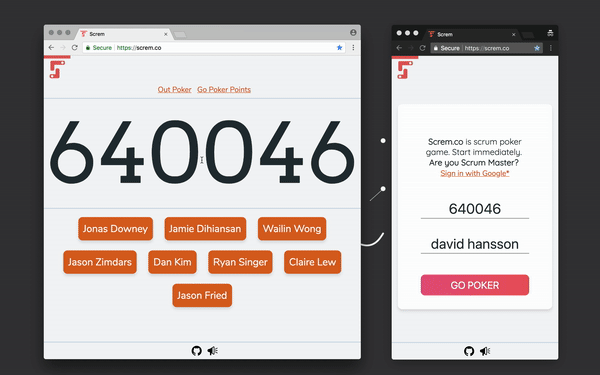 Screm
Secure https://screm.co
Out Poker Go Poker Points
640046
Jonas Downey Jamie Dihiansan Wailin Wong
Jason Zimdars Dan Kim Ryan Singer Claire Lew
Jason Fried
Screm
Secure https://screm.co
Screm.co is scrum poker
game. Start immediately.
Are you Scrum Master?
Sign in with Google*
640046
david hansson
GO POKER